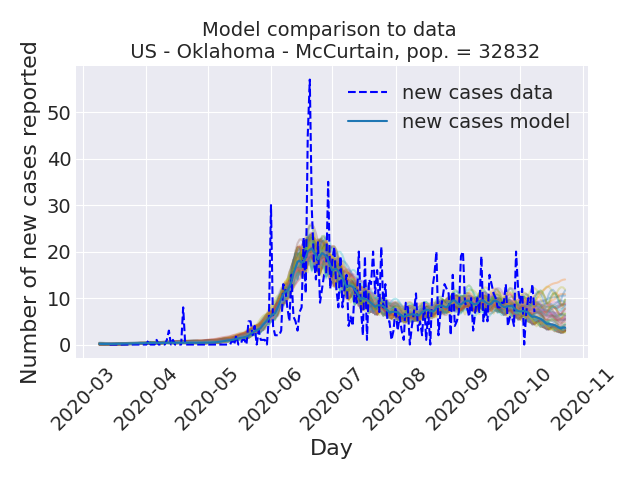 Model comparison to data
US - Oklahoma - McCurtain, pop. = 32832
Number of new cases reported
50
40
30
20
10
0
new cases data
new cases model
2020-03
2020-04
2020-05
2020-06
2020-07
2020-08
2020-09
2020-10
2020-11
Day